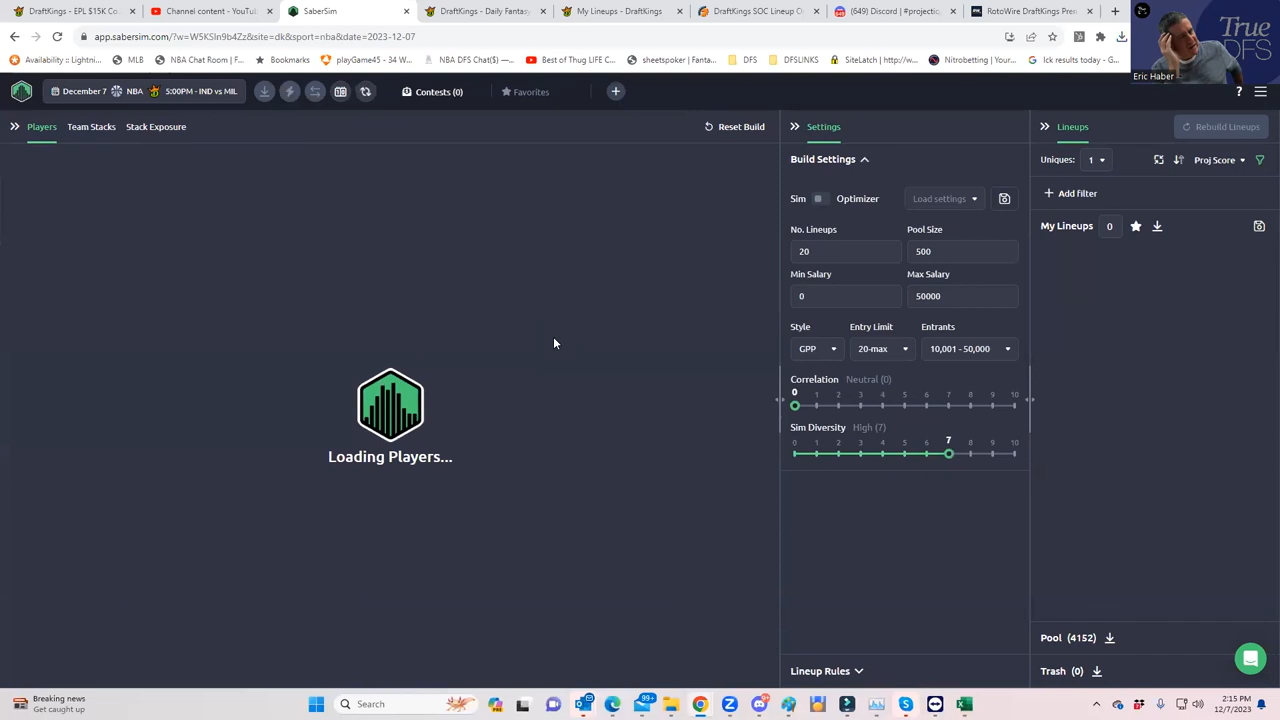 DraftKings - EPL $15K Co
Channel content - YouTub
SaberSim
DraftKings - Daily Fantasy
My Lineups - DraftKings
DraftKings SOC Lineup O
(649) Discord | #projectio
RotoWire DraftKings Prem
app.sabersim.com/?w=W5KSIn9b4Zz&site=dk&sport=nba&date=2023-12-07
Availability :: Lightni...
MLB
NBA Chat Room | F...
Bookmarks
playGame45 - 34 W...
NBA DFS Chat($) —...
Best of Thug LIFE C...
sheetspoker | Fanta...
DFS
DFSLINKS
SiteLatch | http://w...
Nitrobetting | Your...
Ick results today - G...
True
DFS
Eric Haber
December 7
NBA
5:00PM - IND vs MIL
Contests (0)
Favorites
Players
Team Stacks
Stack Exposure
Reset Build
Settings
Lineups
Rebuild Lineups
Build Settings
Uniques:
1
Proj Score
Sim
Optimizer
Load settings
Add filter
My Lineups
0
No. Lineups
Pool Size
20
500
Min Salary
Max Salary
0
50000
Style
Entry Limit
Entrants
GPP
20-max
10,001 - 50,000
Correlation
Neutral (0)
0
1 2 3 4 5 6 7 8 9 10
Sim Diversity
High (7)
7
0 1 2 3 4 5 6 8 9 10
Loading Players...
Lineup Rules
Pool (4152)
Trash (0)
Breaking news
Get caught up
Search
99+
2:15 PM
12/7/2023